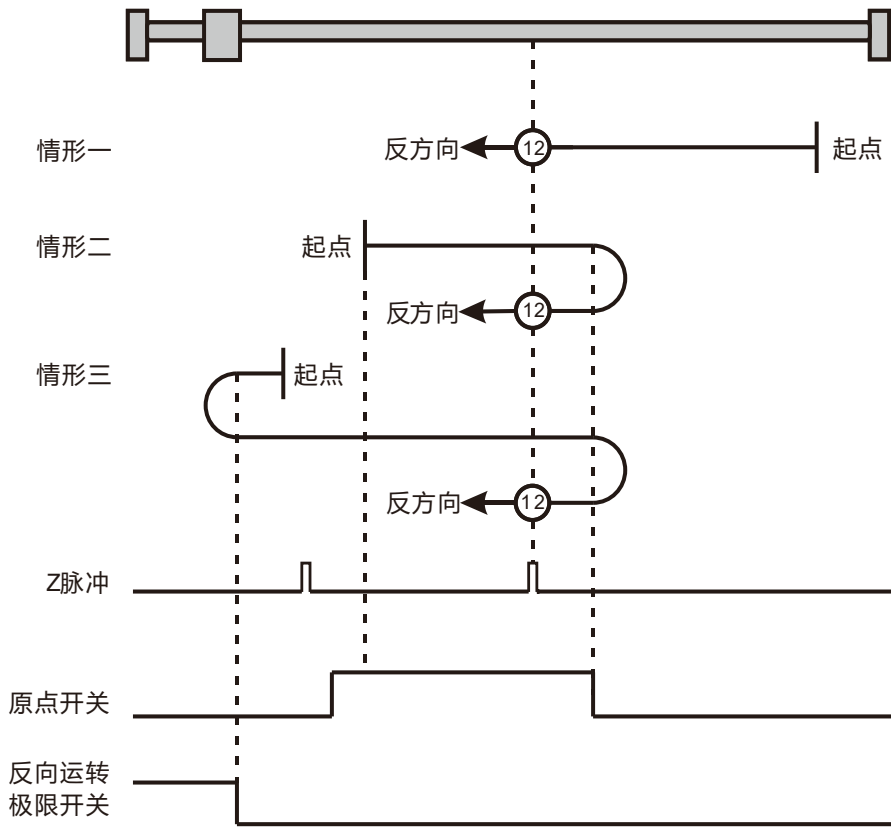 情形一
反方向
12
起点
情形二
起点
反方向
12
情形三
起点
反方向
12
Z脉冲
原点开关
反向运转
极限开关